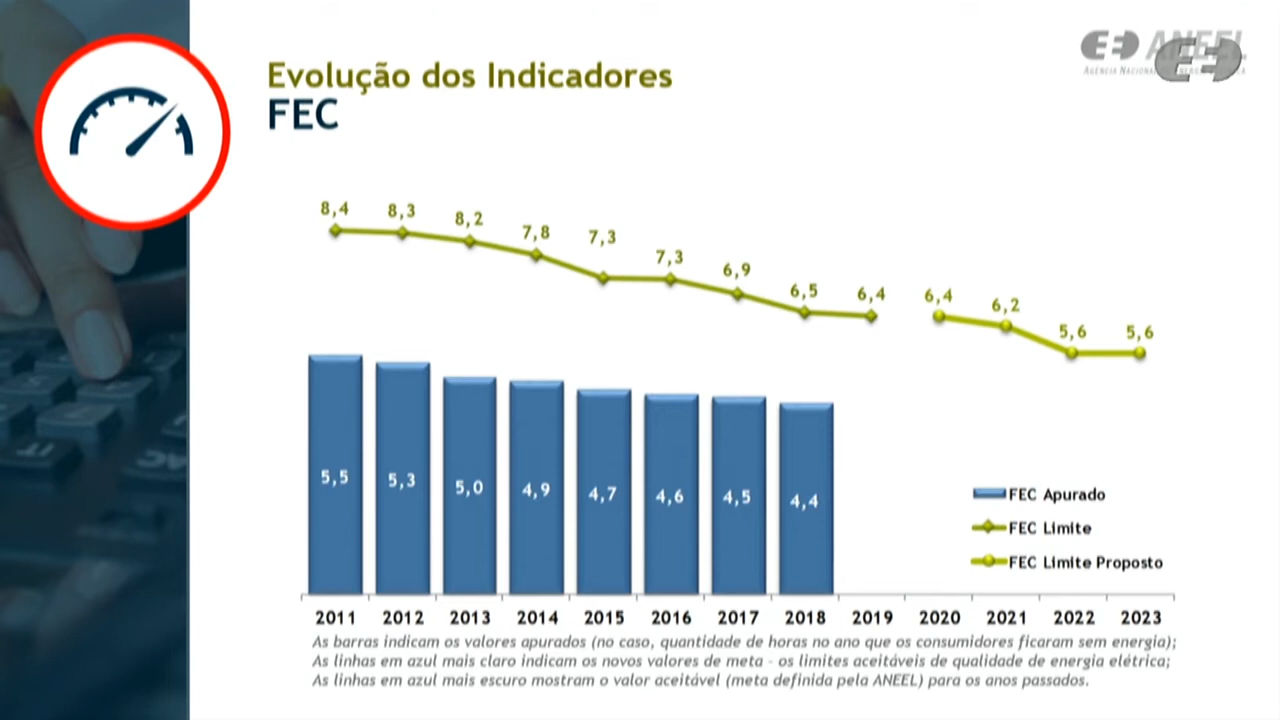 Evolução dos Indicadores
FEC
ANEEL
8,4 8,3 8,2 7,8 7,3 7,3 6,9 6,5 6,4 6,4 6,2 5,6 5,6
5,5 5,3 5,0 4,9 4,7 4,6 4,5 4,4
FEC Apurado
FEC Limite
FEC Limite Proposto
2011 2012 2013 2014 2015 2016 2017 2018 2019 2020 2021 2022 2023
As barras indicam os valores apurados (no caso, quantidade de horas no ano que os consumidores ficaram sem energia);
As linhas em azul mais claro indicam os novos valores de meta - os limites aceitáveis de qualidade de energia elétrica;
As linhas em azul mais escuro mostram o valor aceitável (meta definida pela ANEEL) para os anos passados.